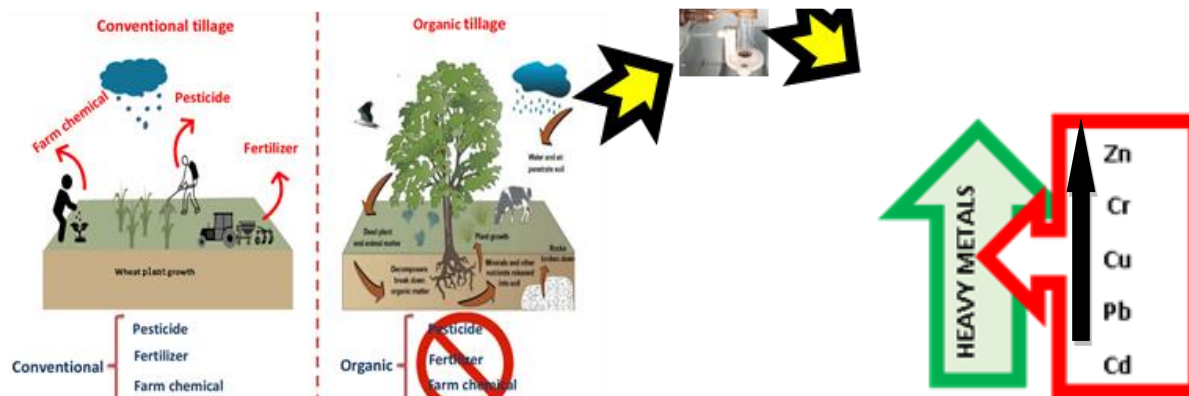 Conventional tillage
Farm chemical
Pesticide
Fertilizer
Wheat plant growth
Conventional
Pesticide
Fertilizer
Farm chemical
Organic tillage
Water and air
penetrate soil
Dead plant
and animal matter
Plant growth
Decomposers
break down
organic matter
Minerals and other
nutrients released
into soil
Rocks
broken down
Organic
Pesticide
Fertilizer
Farm chemical
HEAVY METALS
Zn
Cr
Cu
Pb
Cd